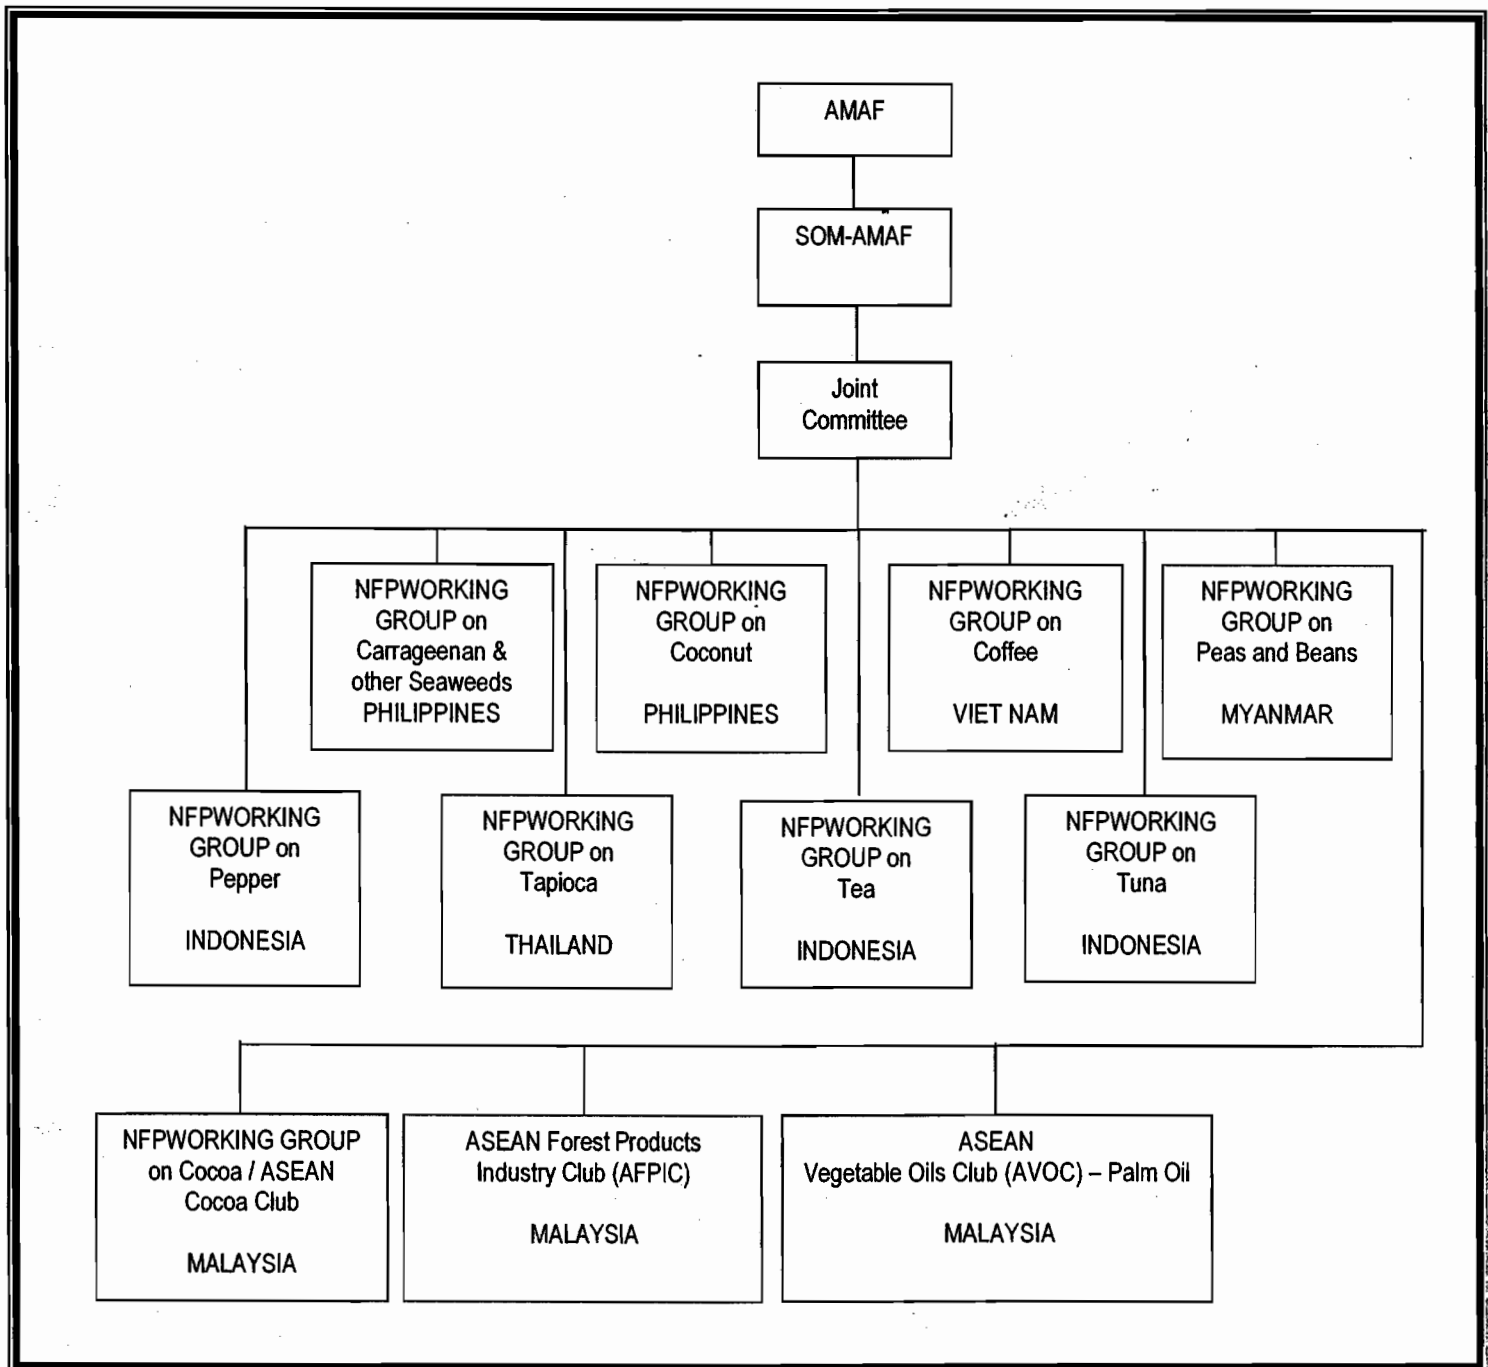 AMAF
SOM-AMAF
Joint
Committee
NFPWORKING
GROUP on
Carrageenan &
other Seaweeds
PHILIPPINES
NFPWORKING
GROUP on
Coconut
PHILIPPINES
NFPWORKING
GROUP on
Coffee
VIET NAM
NFPWORKING
GROUP on
Peas and Beans
MYANMAR
NFPWORKING
GROUP on
Pepper
INDONESIA
NFPWORKING
GROUP on
Tapioca
THAILAND
NFPWORKING
GROUP on
Tea
INDONESIA
NFPWORKING
GROUP on
Tuna
INDONESIA
NFPWORKING GROUP
on Cocoa / ASEAN
Cocoa Club
MALAYSIA
ASEAN Forest Products
Industry Club (AFPIC)
MALAYSIA
ASEAN
Vegetable Oils Club (AVOC) – Palm Oil
MALAYSIA